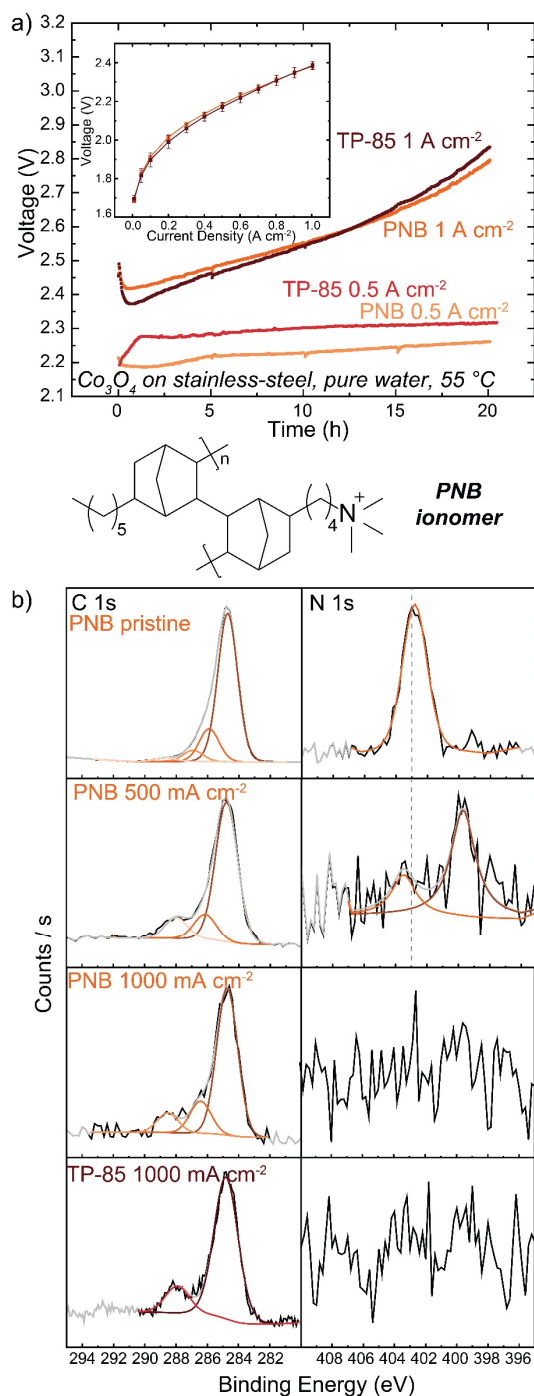 a)
3.2
3.1
3.0
2.9
2.8
2.7
2.6
2.5
2.4
2.3
2.2
2.1
Voltage (V)
2.4
2.2
2.0
1.8
1.6
Voltage (V)
0.0 0.2 0.4 0.6 0.8 1.0
Current Density (A cm⁻²)
TP-85 1 A cm⁻²
PNB 1 A cm⁻²
TP-85 0.5 A cm⁻²
PNB 0.5 A cm⁻²
Co₃O₄ on stainless-steel, pure water, 55 °C
0 5 10 15 20
Time (h)
n
5
4
N
+
PNB
ionomer
b)
C 1s
N 1s
PNB pristine
PNB 500 mA cm⁻²
PNB 1000 mA cm⁻²
TP-85 1000 mA cm⁻²
Counts / s
294 292 290 288 286 284 282
408 406 404 402 400 398 396
Binding Energy (eV)